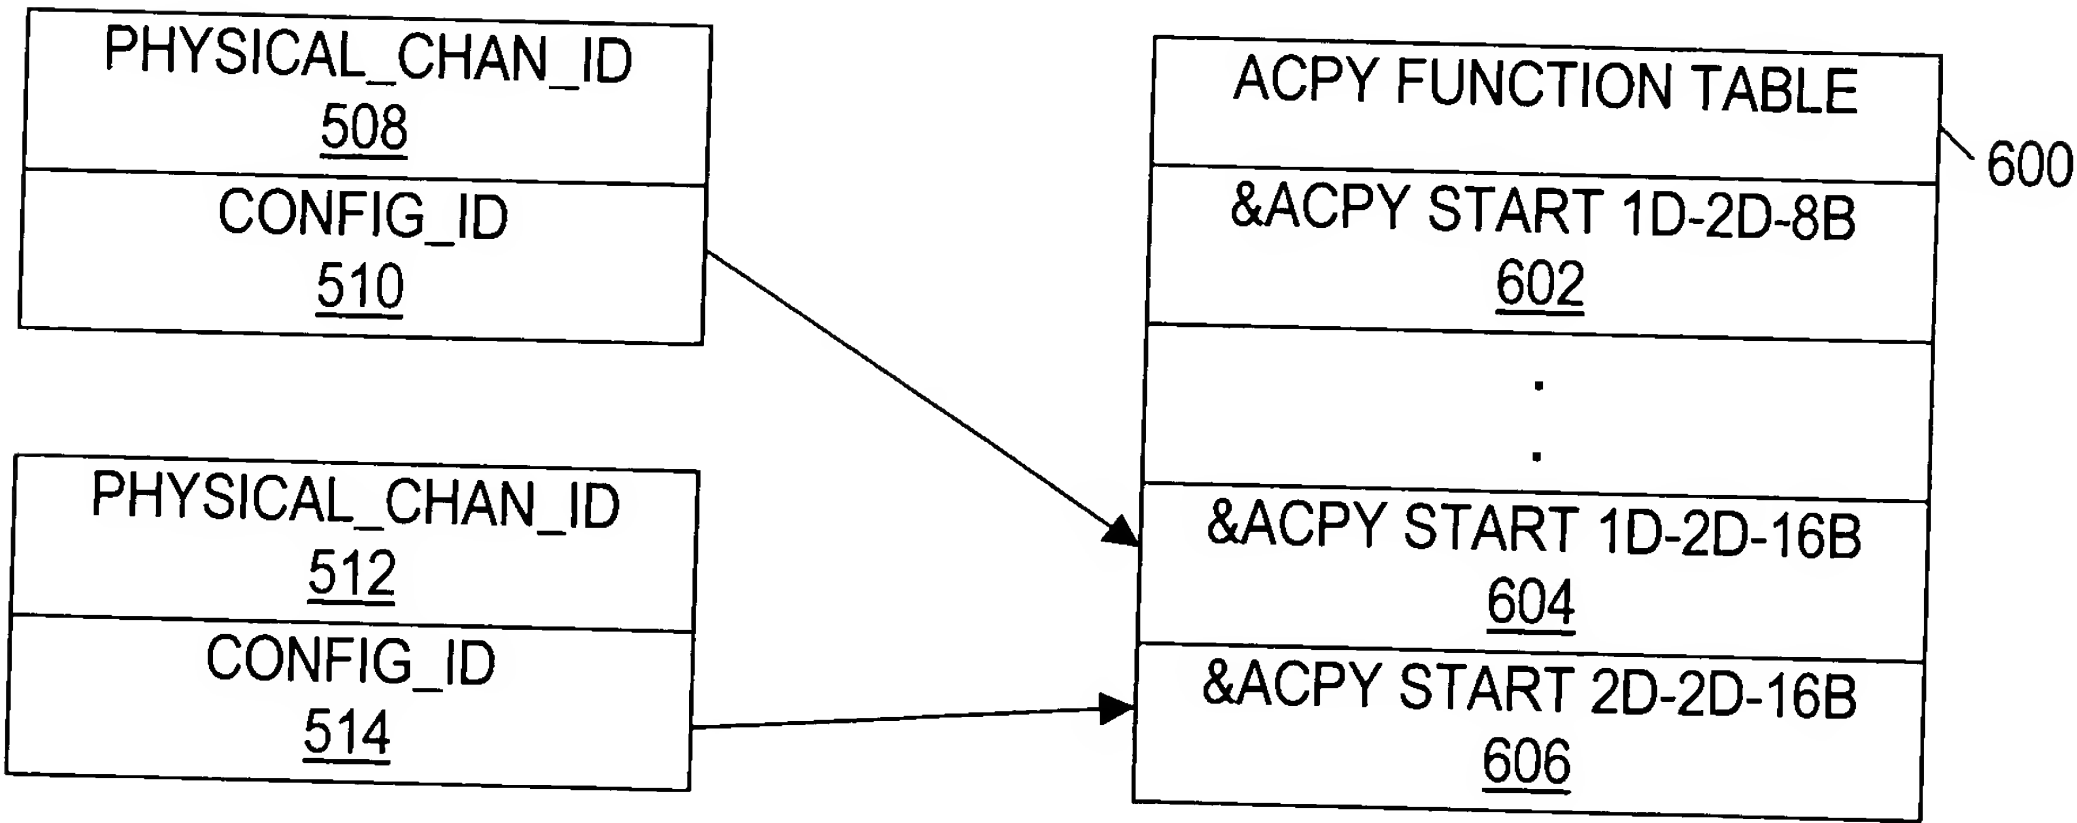 PHYSICAL_CHAN_ID
508
CONFIG_ID
510
PHYSICAL_CHAN_ID
512
CONFIG_ID
514
ACPY FUNCTION TABLE
600
&ACPY START 1D-2D-8B
602
.
.
&ACPY START 1D-2D-16B
604
&ACPY START 2D-2D-16B
606